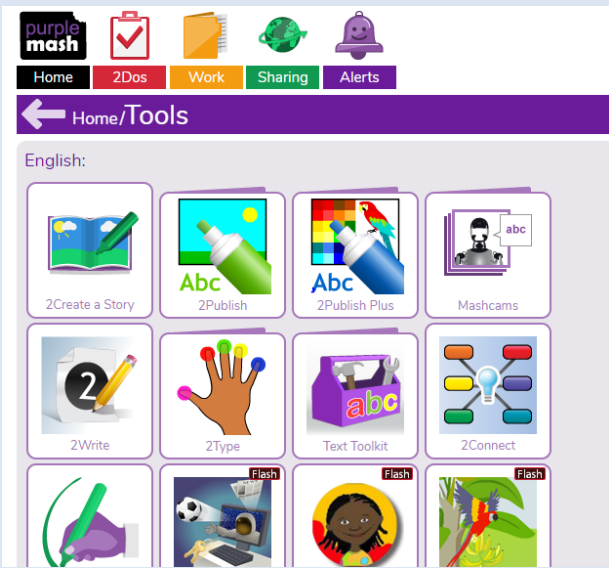 purple
mash
Home 2Dos Work Sharing Alerts
Home/Tools
English:
abc
Abc Abc
2Create a Story 2Publish 2Publish Plus Mashcams
2
abc
2Write 2Type Text Toolkit 2Connect
Flash Flash Flash